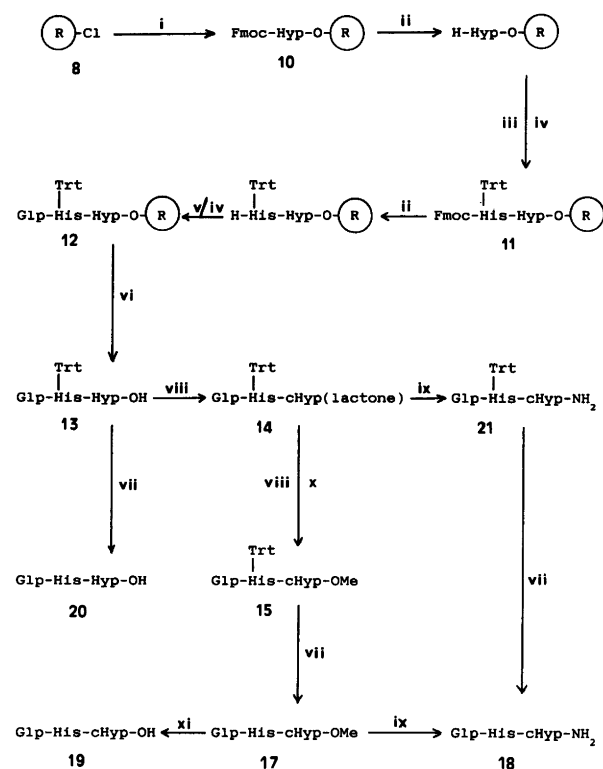 R -Cl i Fmoc-Hyp-O- R ii H-Hyp-O- R
8 10
iii iv
Trt Trt Trt
Glp-His-Hyp-O- R v/iv H-His-Hyp-O- R ii Fmoc-His-Hyp-O- R
12 11
vi
Trt Trt Trt
Glp-His-Hyp-OH viii Glp-His-cHyp(lactone) ix Glp-His-cHyp-NH₂
13 14 21
vii viii x
Trt
Glp-His-Hyp-OH Glp-His-cHyp-OMe vii
20 15
vii
Glp-His-cHyp-OH xi Glp-His-cHyp-OMe ix Glp-His-cHyp-NH₂
19 17 18